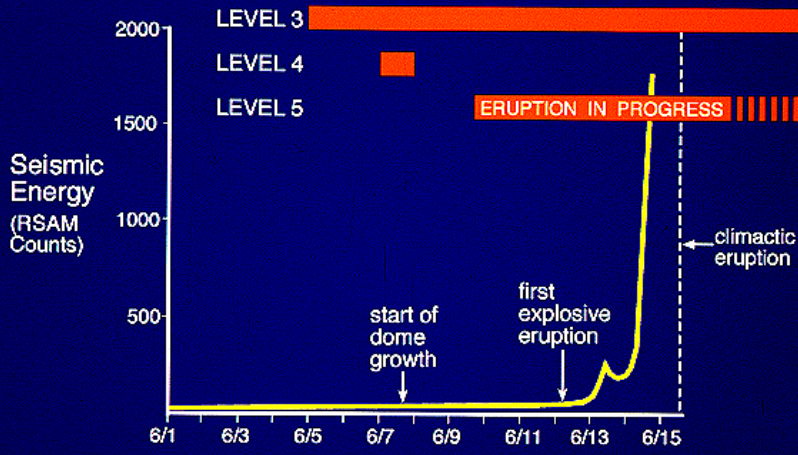 LEVEL 3
2000
LEVEL 4
LEVEL 5
ERUPTION IN PROGRESS
1500
Seismic
Energy
(RSAM
Counts)
1000
climactic
eruption
500
start of
dome
growth
first
explosive
eruption
6/1 6/3 6/5 6/7 6/9 6/11 6/13 6/15